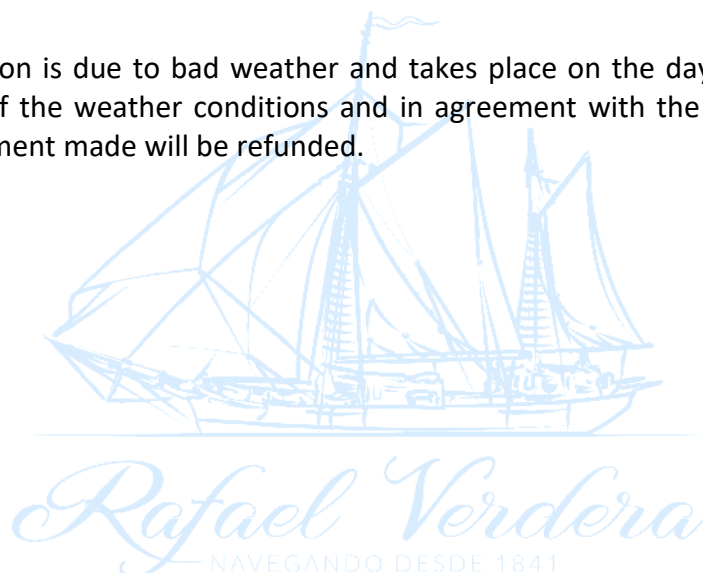 on is due to bad weather and takes place on the day
f the weather conditions and in agreement with the
ment made will be refunded.
Rafael Verdera
NAVEGANDO DESDE 1841